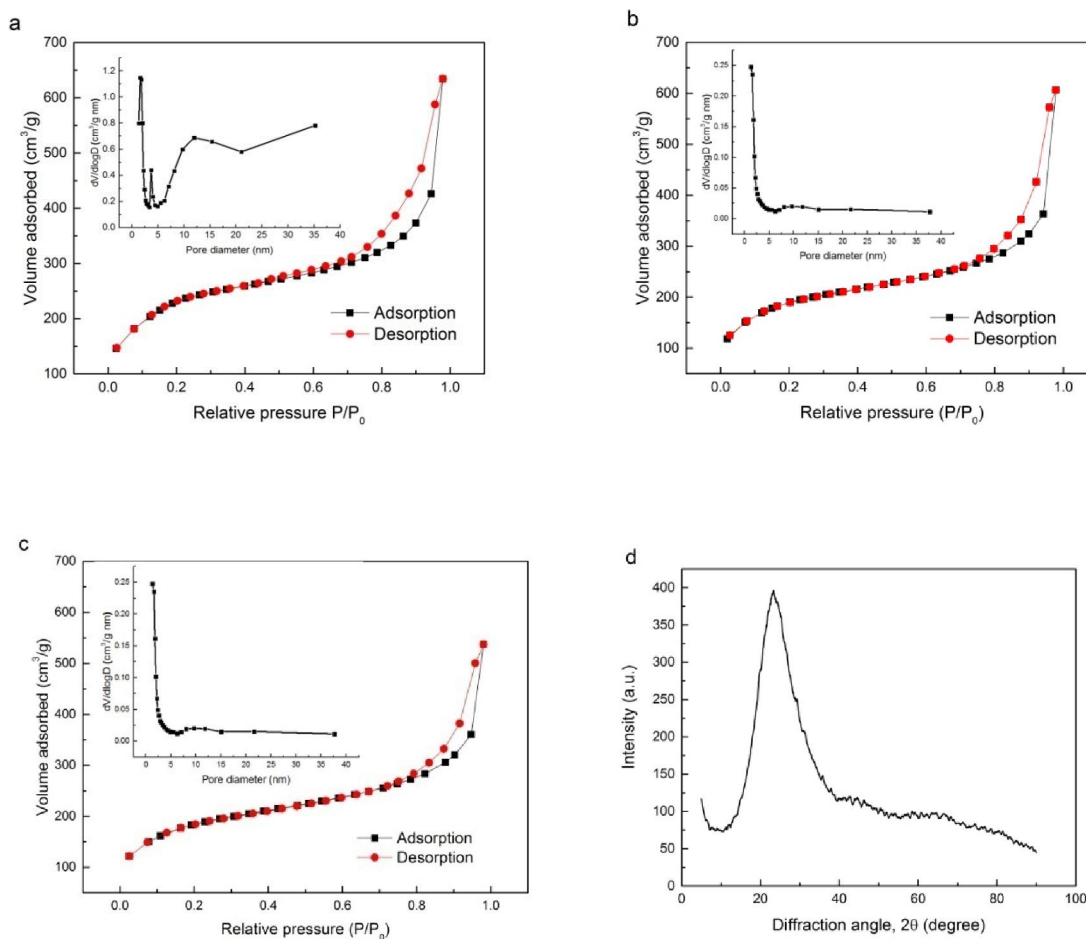 a
700
600
500
400
300
200
100
Volume adsorbed (cm³/g)
0.0 0.2 0.4 0.6 0.8 1.0
Relative pressure P/P₀
1.2
1.0
0.8
0.6
0.4
0.2
0.0
dV/dlogD [cm³/g nm)
0 5 10 15 20 25 30 35 40
Pore diameter (nm)
Adsorption
Desorption
b
700
600
500
400
300
200
100
Volume adsorbed (cm³/g)
0.0 0.2 0.4 0.6 0.8 1.0
Relative pressure (P/P₀)
0.25
0.20
0.15
0.10
0.05
0.00
dV/dlogD [cm³/g nm)
0 5 10 15 20 25 30 35 40
Pore diameter (nm)
Adsorption
Desorption
c
700
600
500
400
300
200
100
Volume adsorbed (cm³/g)
0.0 0.2 0.4 0.6 0.8 1.0
Relative pressure (P/P₀)
0.25
0.20
0.15
0.10
0.05
0.00
dV/dlogD [cm³/g nm)
0 5 10 15 20 25 30 35 40
Pore diameter (nm)
Adsorption
Desorption
d
400
350
300
250
200
150
100
50
0
Intensity (a.u.)
0 20 40 60 80 100
Diffraction angle, 2θ (degree)